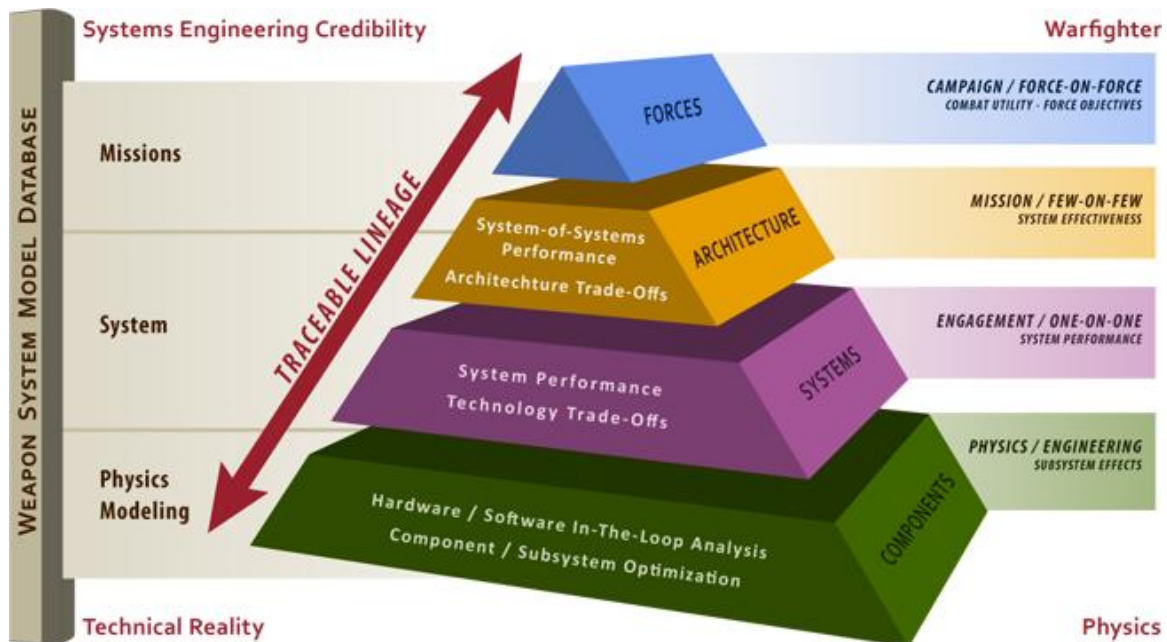 Systems Engineering Credibility
Warfighter
WEAPON SYSTEM MODEL DATABASE
Missions
System
Physics
Modeling
TRACEABLE LINEAGE
FORCES
CAMPAIGN / FORCE-ON-FORCE
COMBAT UTILITY - FORCE OBJECTIVES
System-of-Systems
Performance
Architechture Trade-Offs
ARCHITECTURE
MISSION / FEW-ON-FEW
SYSTEM EFFECTIVENESS
System Performance
Technology Trade-Offs
SYSTEMS
ENGAGEMENT / ONE-ON-ONE
SYSTEM PERFORMANCE
Hardware / Software In-The-Loop Analysis
Component / Subsystem Optimization
COMPONENTS
PHYSICS / ENGINEERING
SUBSYSTEM EFFECTS
Technical Reality
Physics